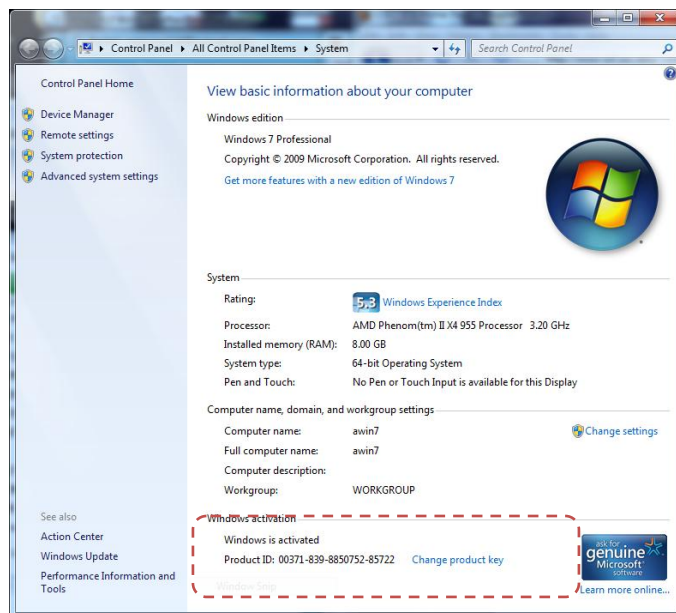 Control Panel ▸ All Control Panel Items ▸ System
Search Control Panel
Control Panel Home
Device Manager
Remote settings
System protection
Advanced system settings
See also
Action Center
Windows Update
Performance Information and
Tools
View basic information about your computer
Windows edition
Windows 7 Professional
Copyright © 2009 Microsoft Corporation. All rights reserved.
Get more features with a new edition of Windows 7
System
Rating: 5,3 Windows Experience Index
Processor: AMD Phenom(tm) II X4 955 Processor 3.20 GHz
Installed memory (RAM): 8.00 GB
System type: 64-bit Operating System
Pen and Touch: No Pen or Touch Input is available for this Display
Computer name, domain, and workgroup settings
Computer name: awin7 Change settings
Full computer name: awin7
Computer description:
Workgroup: WORKGROUP
Windows activation
Windows is activated
Product ID: 00371-839-8850752-85722 Change product key
Window Snip
ask for
genuine
Microsoft
software
Learn more online...